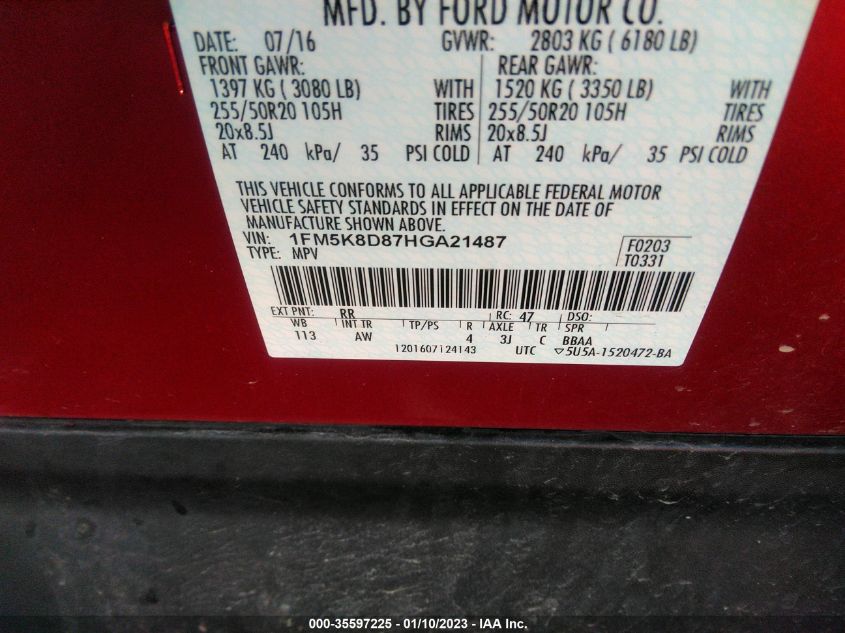 MFD. BY FORD MOTOR CO.
DATE: 07/16 GVWR: 2803 KG ( 6180 LB)
FRONT GAWR: REAR GAWR:
1397 KG ( 3080 LB) WITH 1520 KG ( 3350 LB) WITH
255/50R20 105H TIRES 255/50R20 105H TIRES
20x8.5J RIMS 20x8.5J RIMS
AT 240 kPa/ 35 PSI COLD AT 240 kPa/ 35 PSI COLD
THIS VEHICLE CONFORMS TO ALL APPLICABLE FEDERAL MOTOR
VEHICLE SAFETY STANDARDS IN EFFECT ON THE DATE OF
MANUFACTURE SHOWN ABOVE.
VIN: 1FM5K8D87HGA21487 F0203
TYPE: MPV T0331
EXT PNT: RR RC: 47 DSO:
WB INT TR TP/PS R AXLE TR SPR
113 AW 4 3J C BBAA
1201607124143 UTC ▽5U5A-1520472-BA
000-35597225 - 01/10/2023 - IAA Inc.